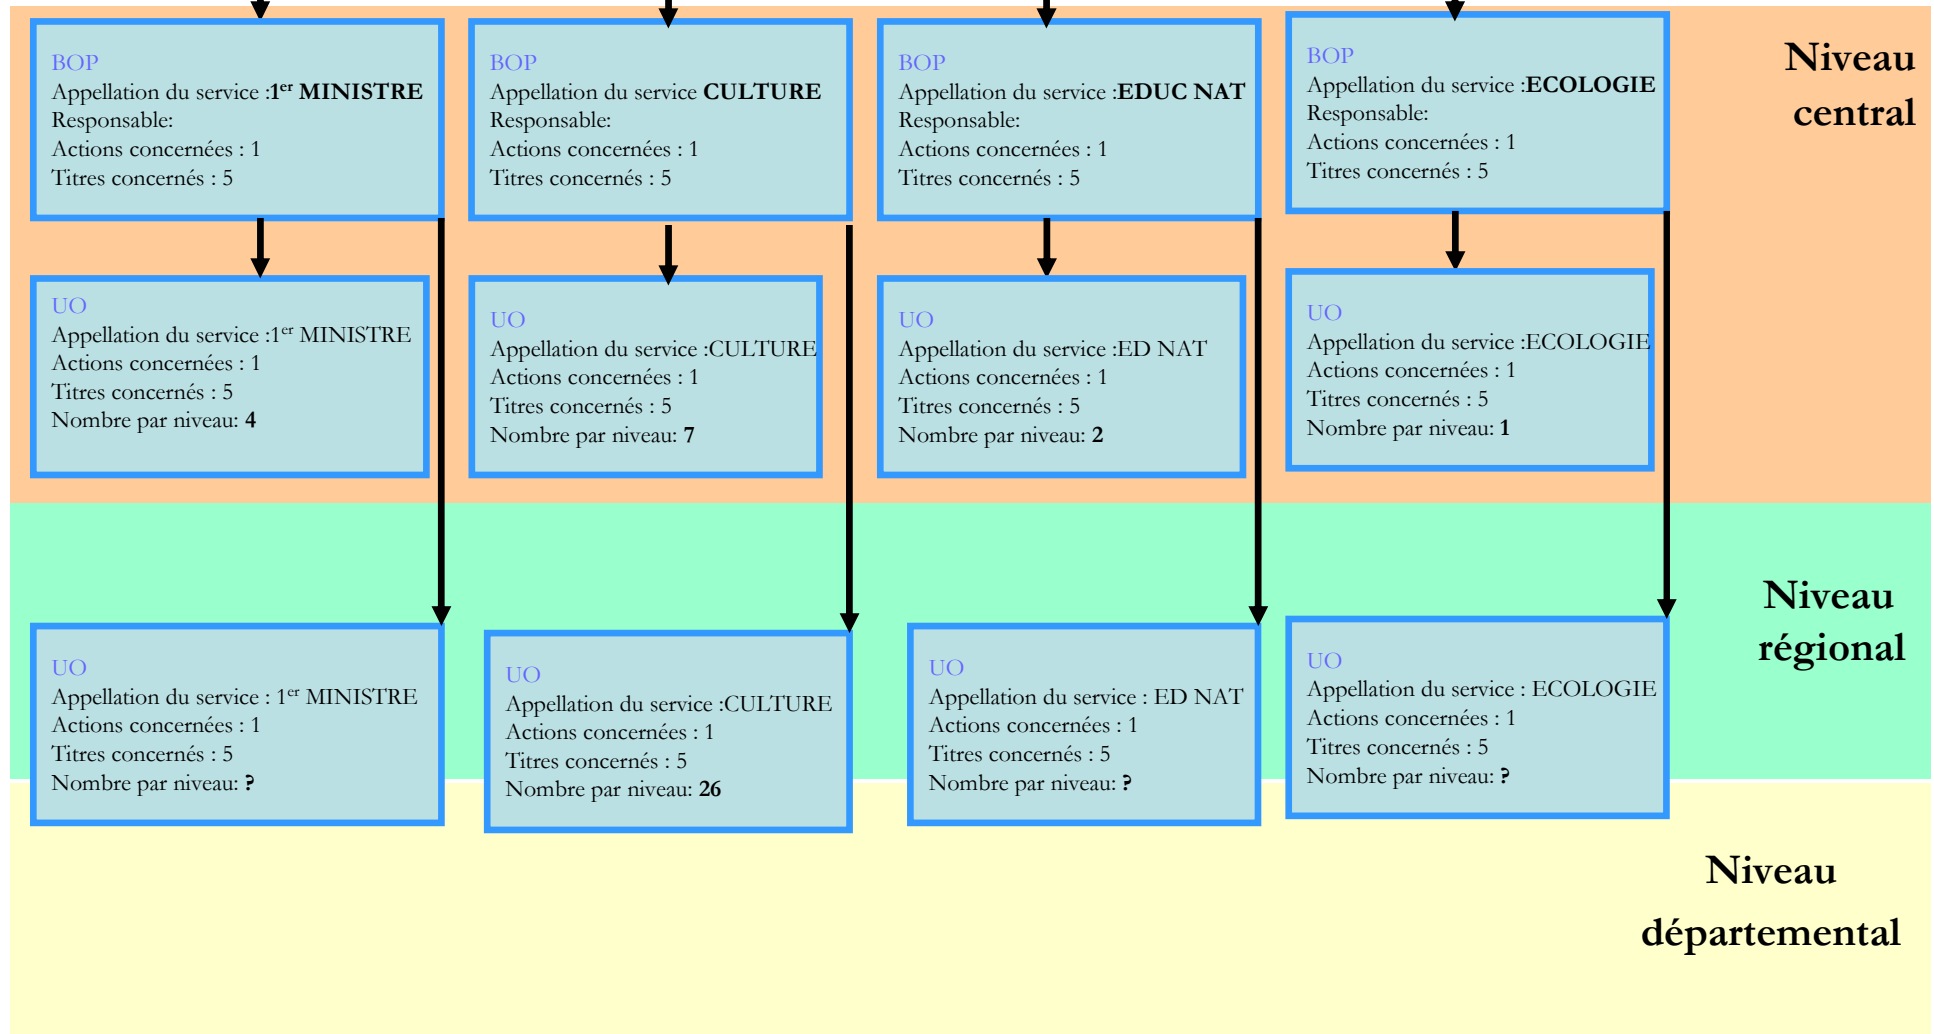 BOP
Appellation du service :1er MINISTRE
Responsable:
Actions concernées : 1
Titres concernés : 5
BOP
Appellation du service CULTURE
Responsable:
Actions concernées : 1
Titres concernés : 5
BOP
Appellation du service :EDUC NAT
Responsable:
Actions concernées : 1
Titres concernés : 5
BOP
Appellation du service :ECOLOGIE
Responsable:
Actions concernées : 1
Titres concernés : 5
Niveau
central
UO
Appellation du service :1er MINISTRE
Actions concernées : 1
Titres concernés : 5
Nombre par niveau: 4
UO
Appellation du service :CULTURE
Actions concernées : 1
Titres concernés : 5
Nombre par niveau: 7
UO
Appellation du service :ED NAT
Actions concernées : 1
Titres concernés : 5
Nombre par niveau: 2
UO
Appellation du service :ECOLOGIE
Actions concernées : 1
Titres concernés : 5
Nombre par niveau: 1
Niveau
régional
UO
Appellation du service : 1er MINISTRE
Actions concernées : 1
Titres concernés : 5
Nombre par niveau: ?
UO
Appellation du service :CULTURE
Actions concernées : 1
Titres concernés : 5
Nombre par niveau: 26
UO
Appellation du service : ED NAT
Actions concernées : 1
Titres concernés : 5
Nombre par niveau: ?
UO
Appellation du service : ECOLOGIE
Actions concernées : 1
Titres concernés : 5
Nombre par niveau: ?
Niveau
départemental